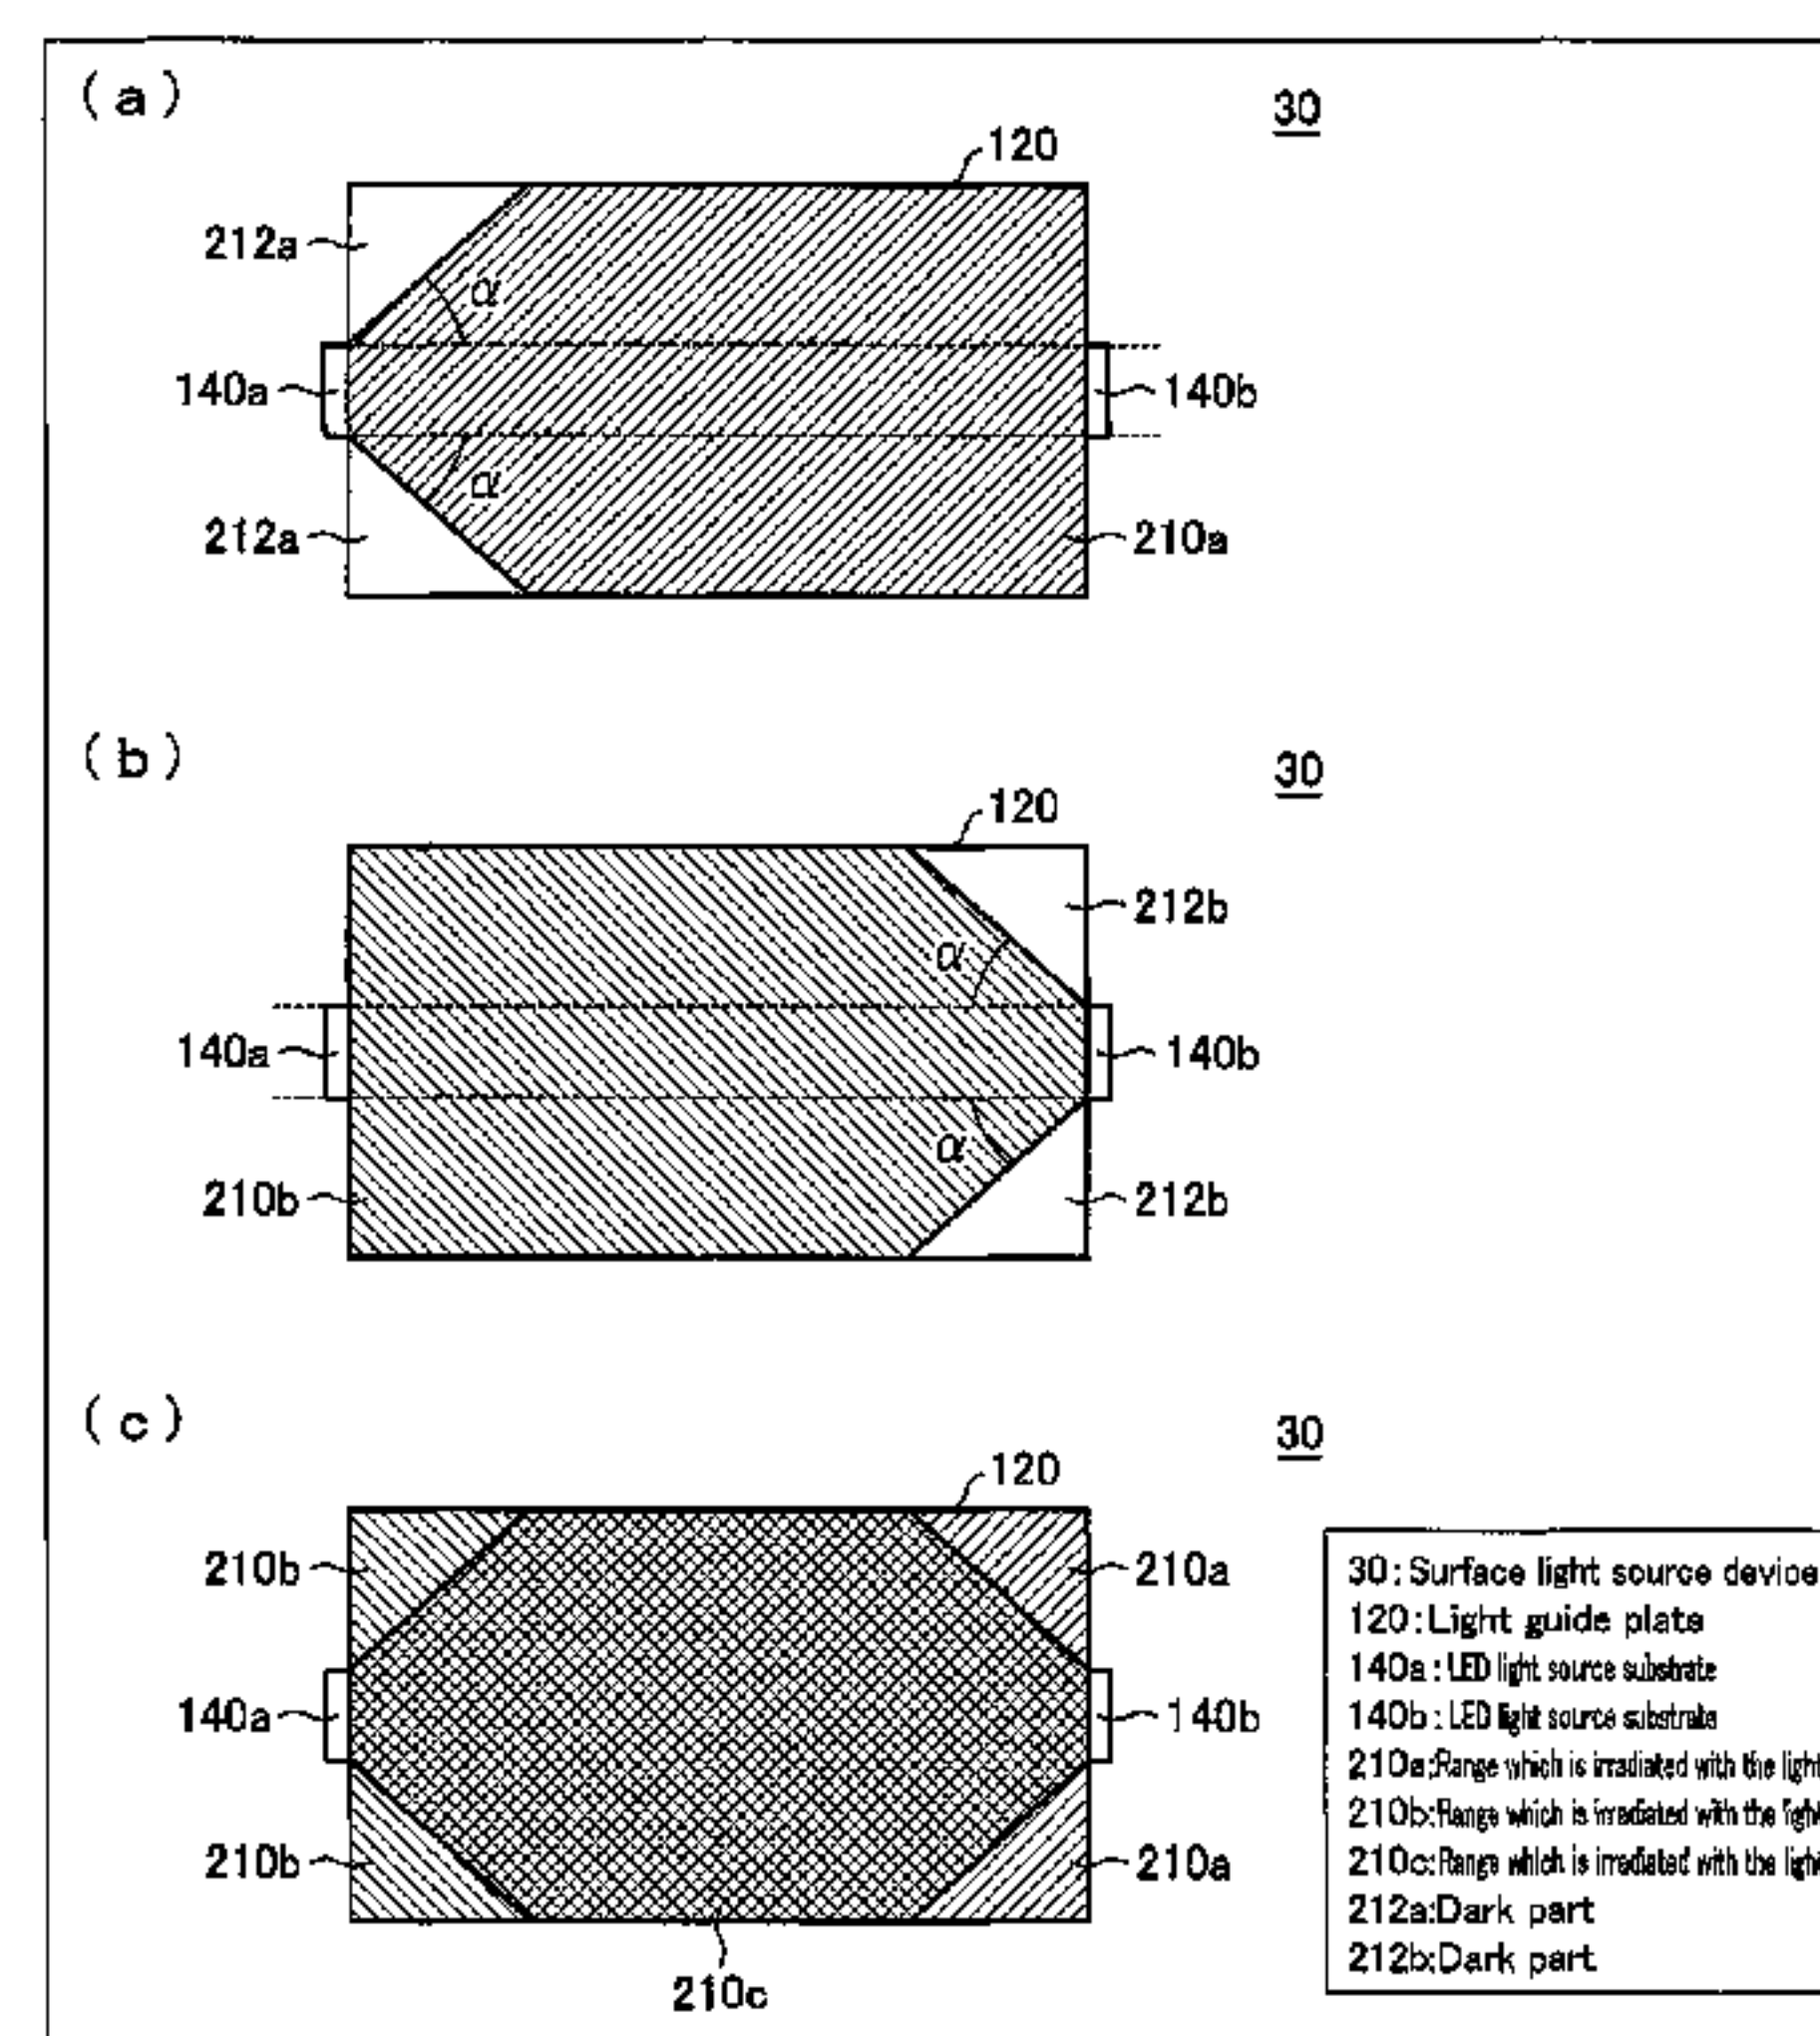 (a)
30
120
212a
α
140a
140b
α
212a
210a
(b)
30
120
212b
α
140a
140b
α
210b
212b
(c)
30
120
210b
210a
140a
140b
210b
210a
210c
30:Surface light source device
120:Light guide plate
140a:LED light source substrate
140b:LED light source substrate
210a:Range which is irradiated with the light
210b:Range which is irradiated with the light
210c:Range which is irradiated with the light
212a:Dark part
212b:Dark part